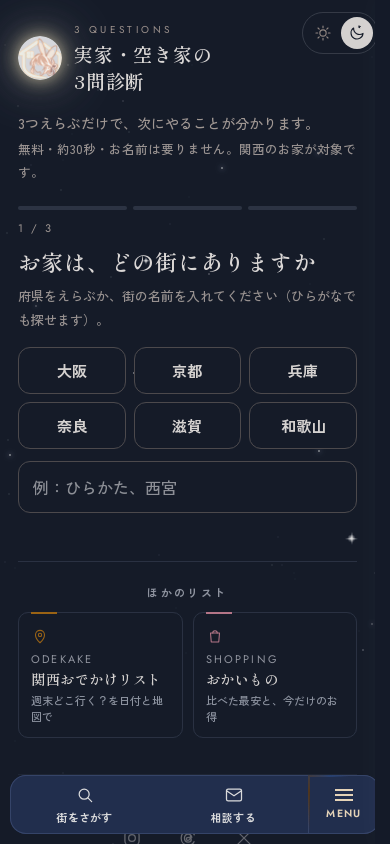 3 QUESTIONS
実家・空き家の
3問診断
3つえらぶだけで、次にやることが分かります。
無料・約30秒・お名前は要りません。関西のお家が対象で
す。
1 / 3
お家は、どの街にありますか
府県をえらぶか、街の名前を入れてください（ひらがなで
も探せます）。
大阪
京都
兵庫
奈良
滋賀
和歌山
例：ひらかた、西宮
ほかのリスト
ODEKAKE
関西おでかけリスト
週末どこ行く？を日付と地
図で
SHOPPING
おかいもの
比べた最安と、今だけのお
得
街をさがす
相談する
MENU